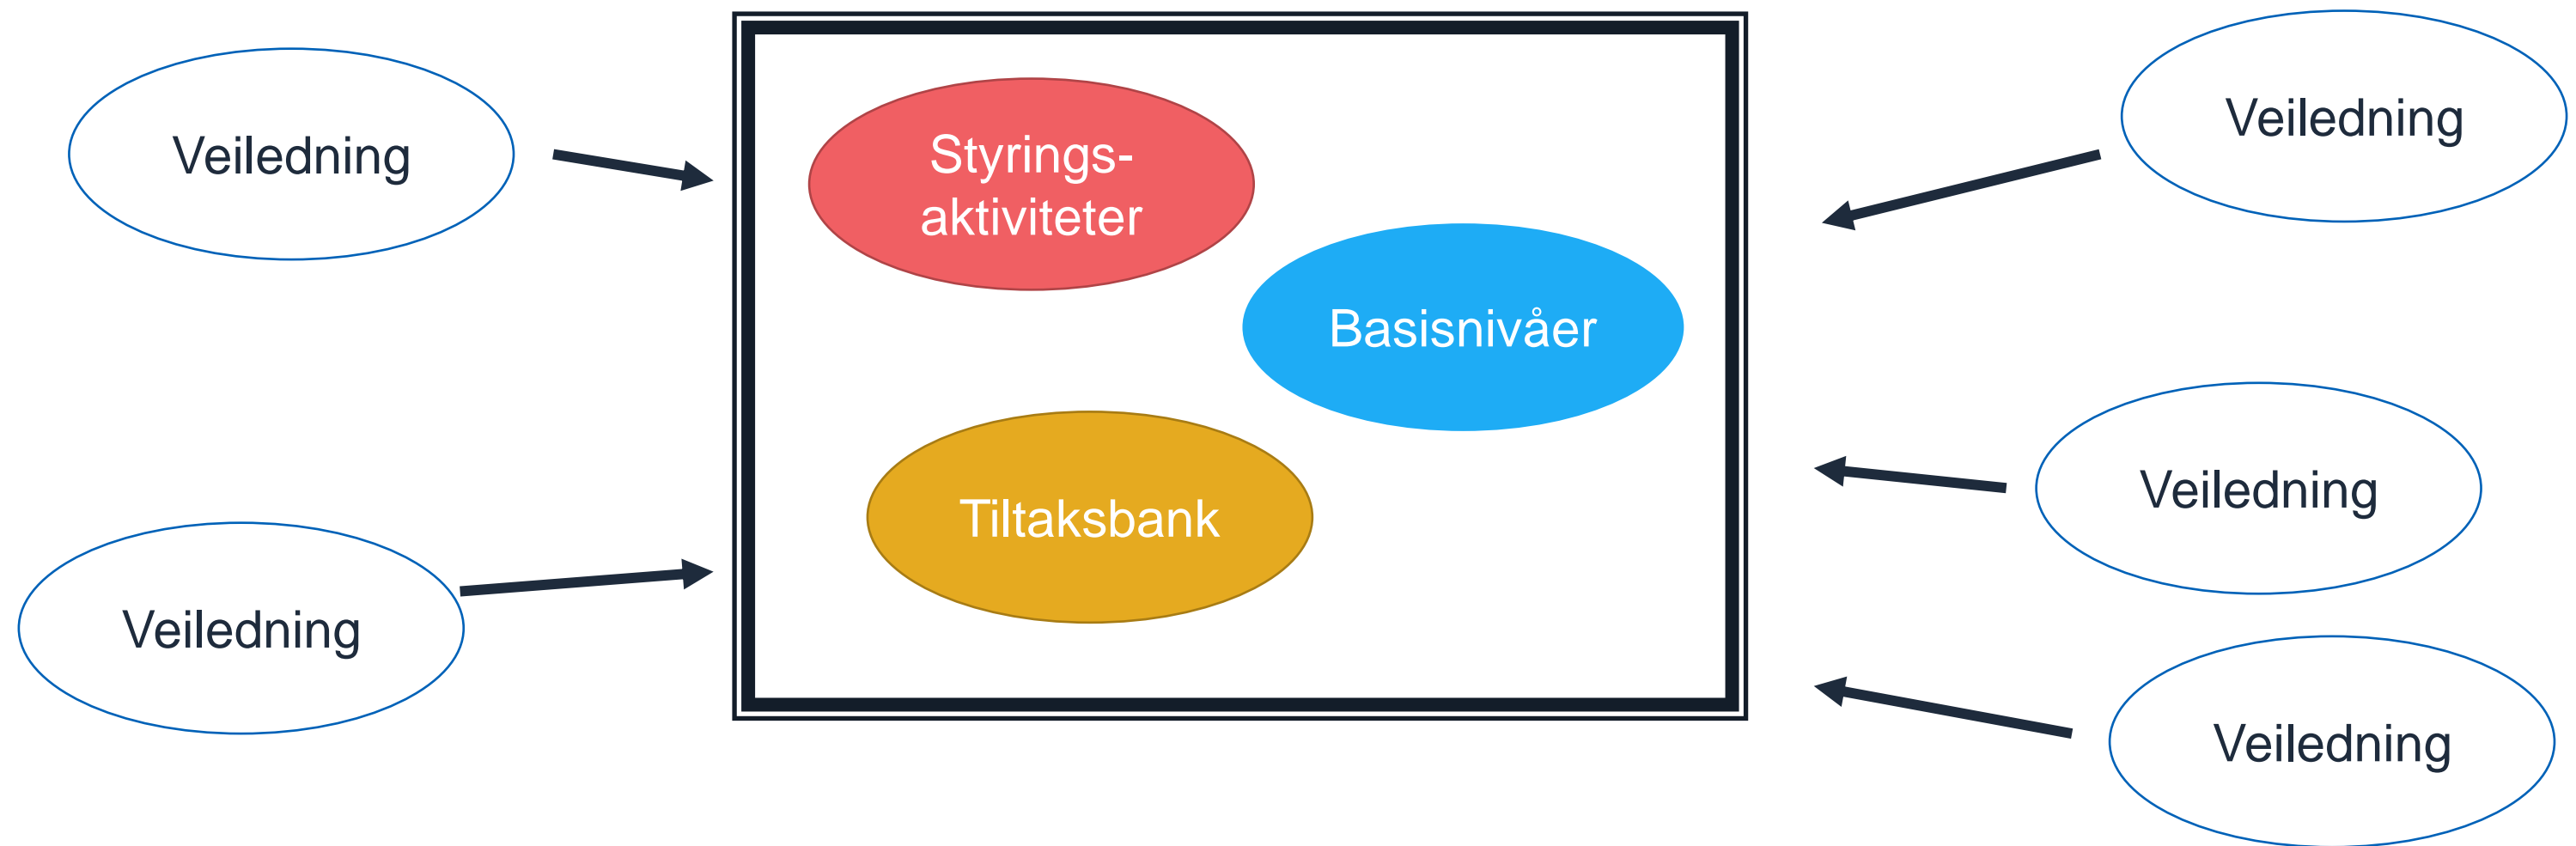 Veiledning
Veiledning
Styrings-
aktiviteter
Basisnivåer
Tiltaksbank
Veiledning
Veiledning
Veiledning